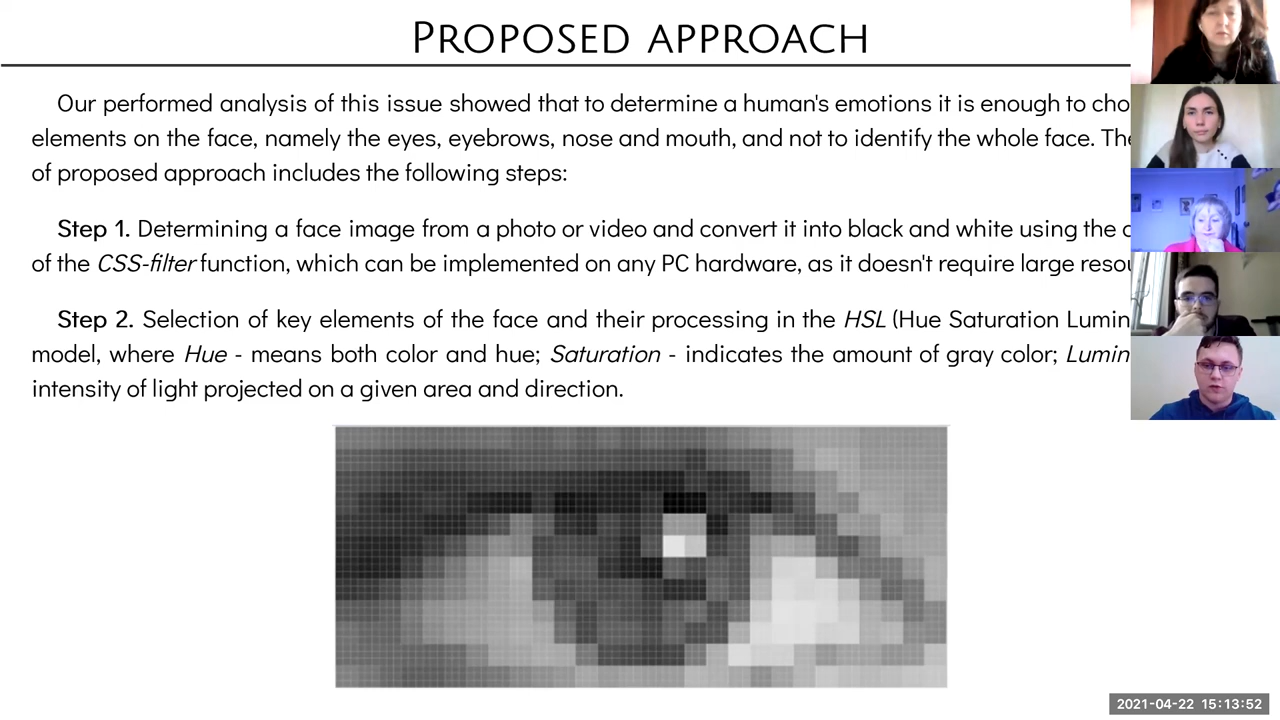 PROPOSED APPROACH
Our performed analysis of this issue showed that to determine a human's emotions it is enough to
elements on the face, namely the eyes, eyebrows, nose and mouth, and not to identify the whole face.
of proposed approach includes the following steps:
Step 1. Determining a face image from a photo or video and convert it into black and white using the
of the CSS-filter function, which can be implemented on any PC hardware, as it doesn't require large
Step 2. Selection of key elements of the face and their processing in the HSL (Hue Saturation
model, where Hue - means both color and hue; Saturation - indicates the amount of gray color;
intensity of light projected on a given area and direction.
2021-04-22 15:13:52